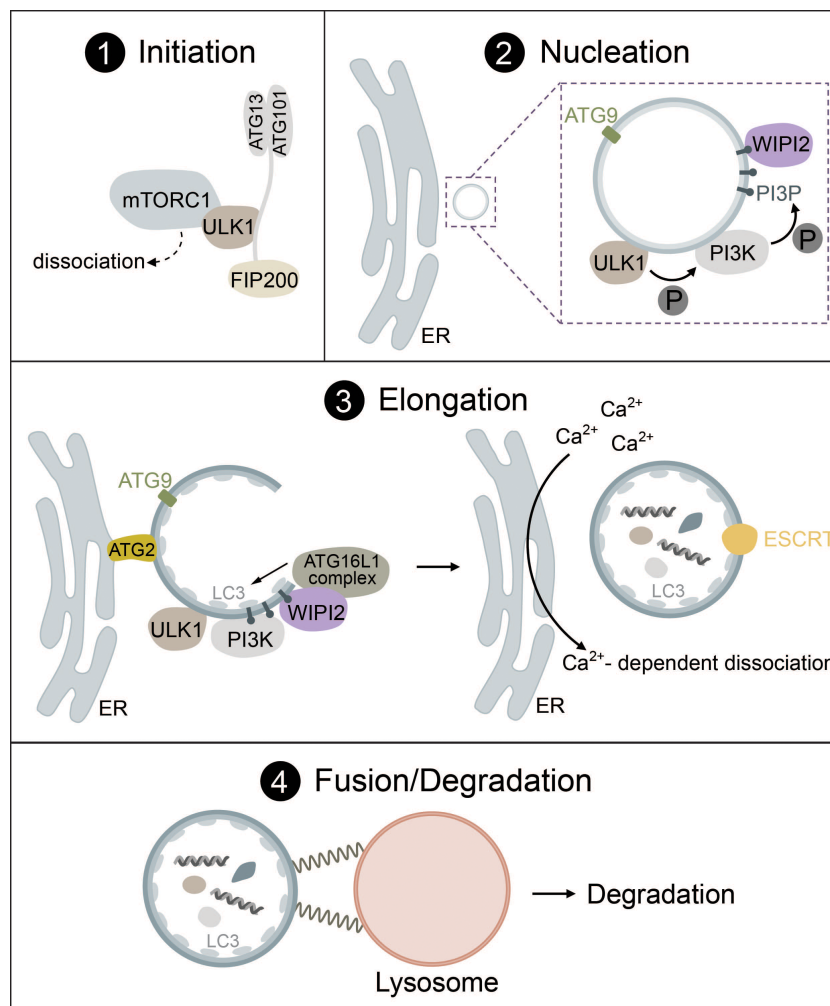 1 Initiation
ATG13
ATG101
mTORC1
ULK1
dissociation
FIP200
2 Nucleation
ATG9
WIPI2
PI3P
ULK1
PI3K
P
P
ER
3 Elongation
ATG9
ATG2
LC3
ATG16L1
complex
ULK1
PI3K
WIPI2
ER
Ca²⁺
Ca²⁺
Ca²⁺
ESCRT
LC3
Ca²⁺- dependent dissociation
ER
4 Fusion/Degradation
LC3
Lysosome
Degradation